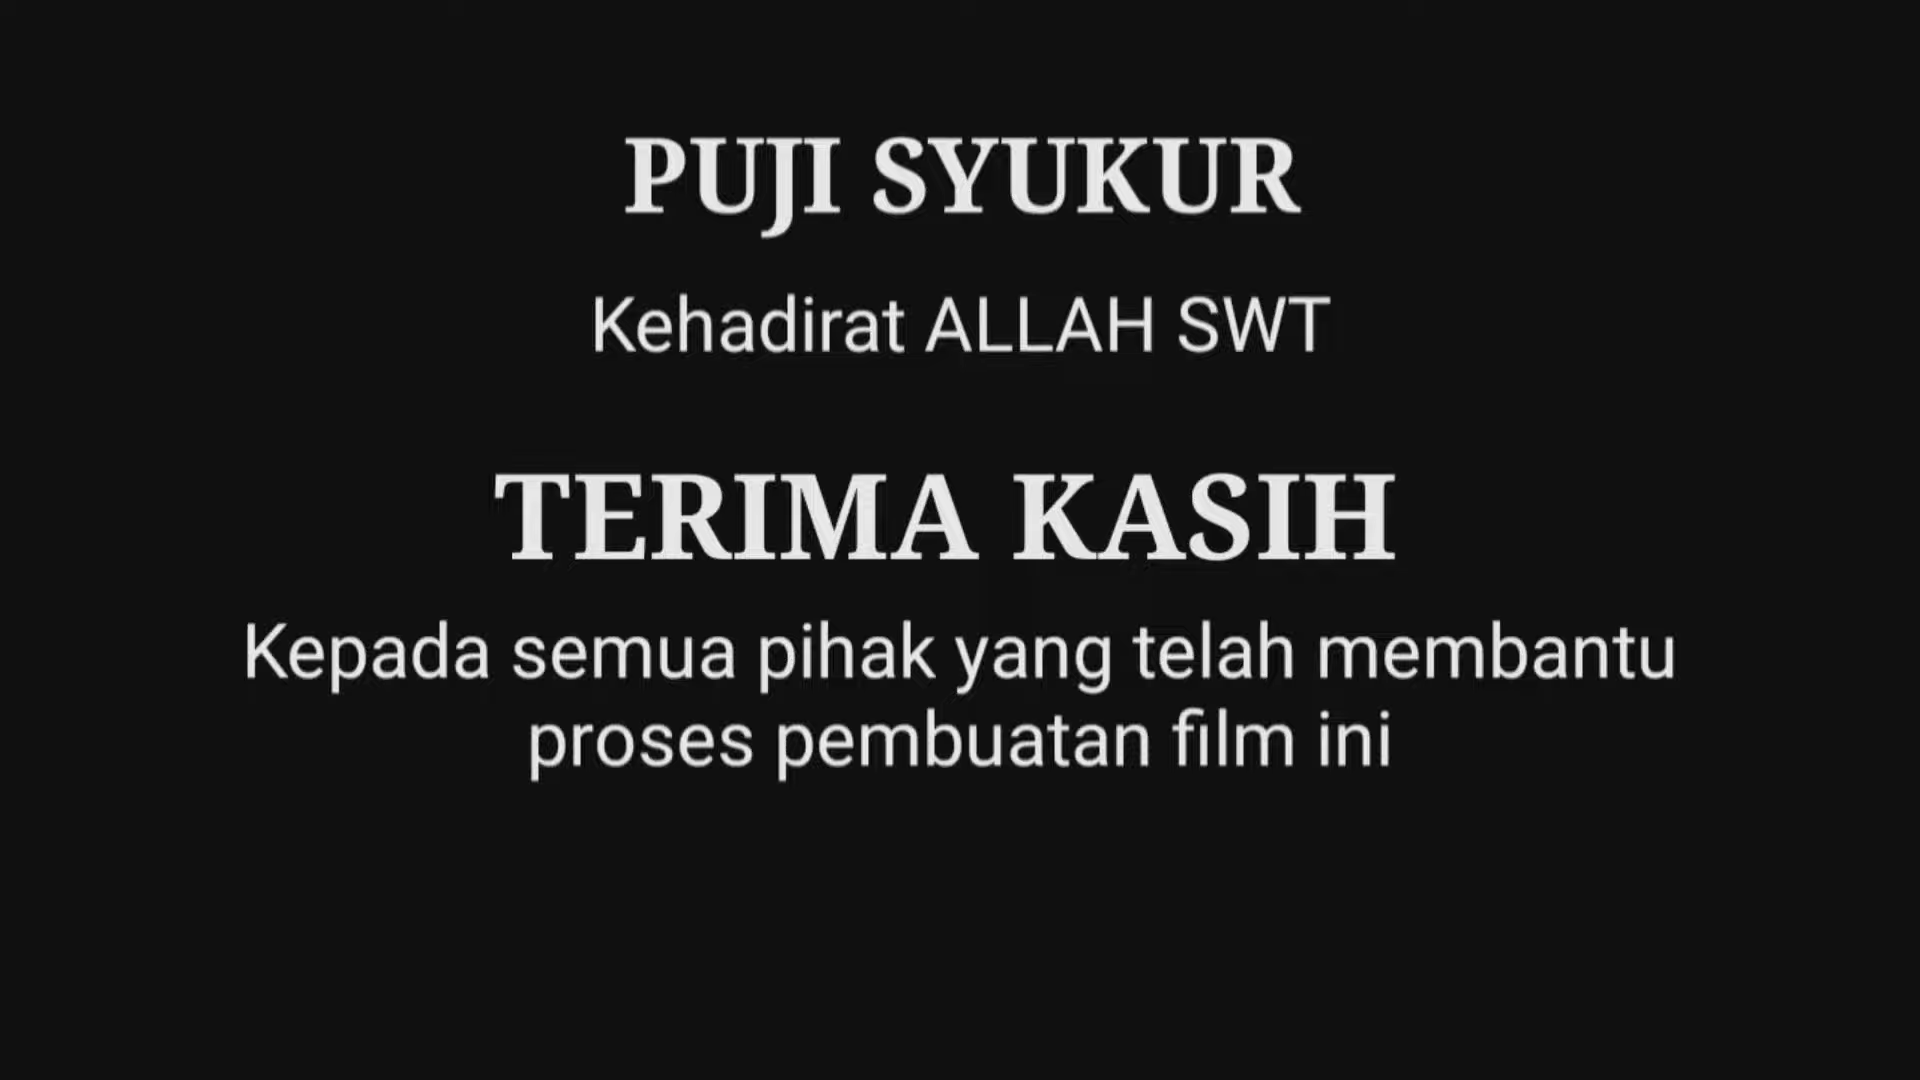 PUJI SYUKUR
Kehadirat ALLAH SWT
TERIMA KASIH
Kepada semua pihak yang telah membantu
proses pembuatan film ini